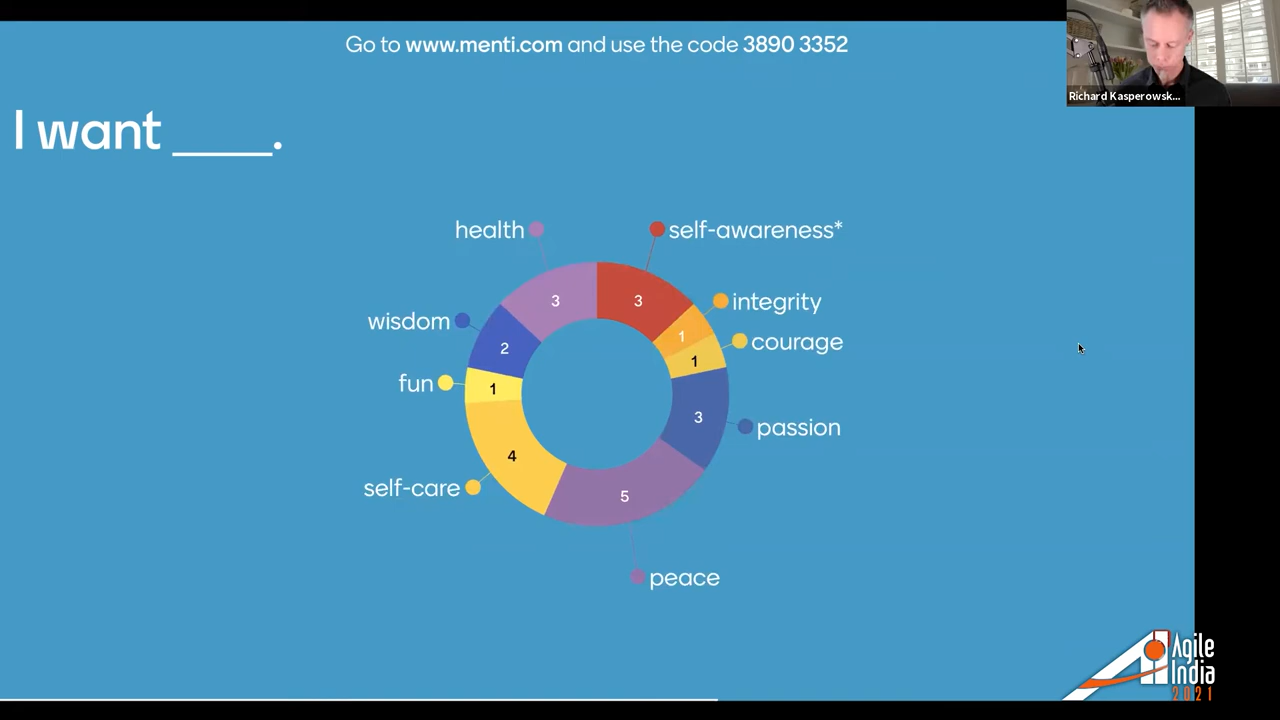 Go to www.menti.com and use the code 3890 3352
Richard Kasperowsk...
I want ____.
health
self-awareness*
3
3
integrity
wisdom
1
courage
2
1
fun
1
3
passion
4
self-care
5
peace
Agile
India
2021